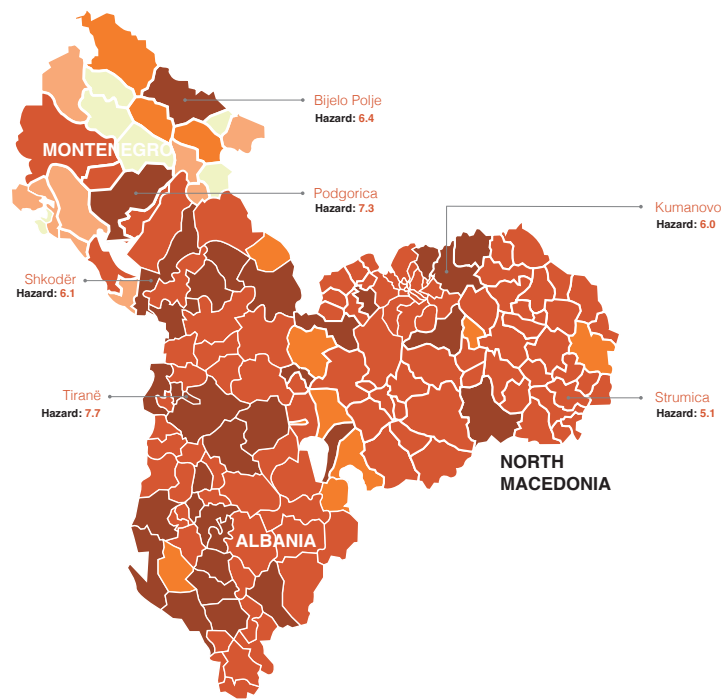 Bijelo Polje
Hazard: 6.4
MONTENEGRO
Podgorica
Hazard: 7.3
Kumanovo
Hazard: 6.0
Shkodër
Hazard: 6.1
Tiranë
Hazard: 7.7
Strumica
Hazard: 5.1
NORTH
MACEDONIA
ALBANIA